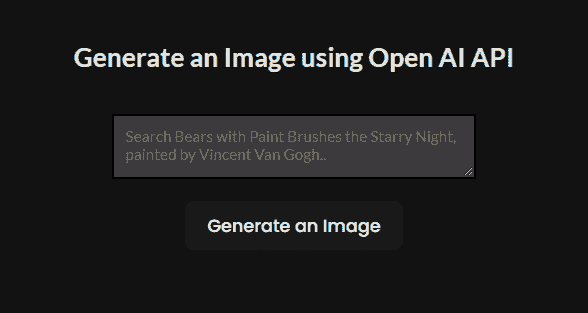 Generate an Image using Open AI API
Search Bears with Paint Brushes the Starry Night,
painted by Vincent Van Gogh..
Generate an Image